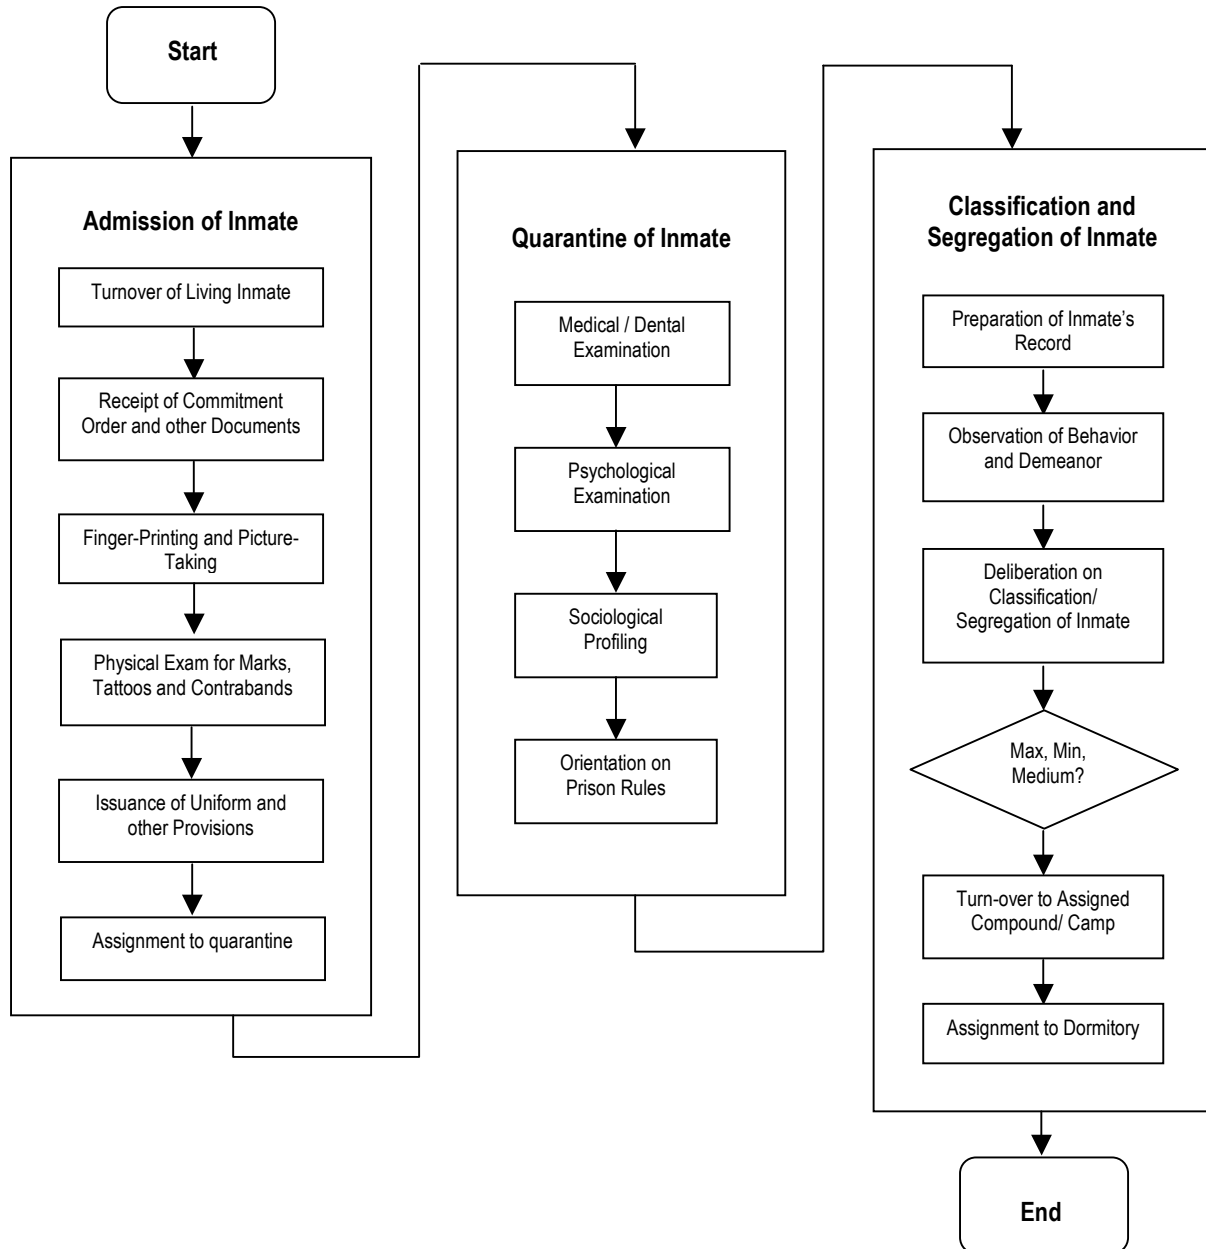 Start
Admission of Inmate
Turnover of Living Inmate
Receipt of Commitment
Order and other Documents
Finger-Printing and Picture-
Taking
Physical Exam for Marks,
Tattoos and Contrabands
Issuance of Uniform and
other Provisions
Assignment to quarantine
Quarantine of Inmate
Medical / Dental
Examination
Psychological
Examination
Sociological
Profiling
Orientation on
Prison Rules
Classification and
Segregation of Inmate
Preparation of Inmate’s
Record
Observation of Behavior
and Demeanor
Deliberation on
Classification/
Segregation of Inmate
Max, Min,
Medium?
Turn-over to Assigned
Compound/ Camp
Assignment to Dormitory
End